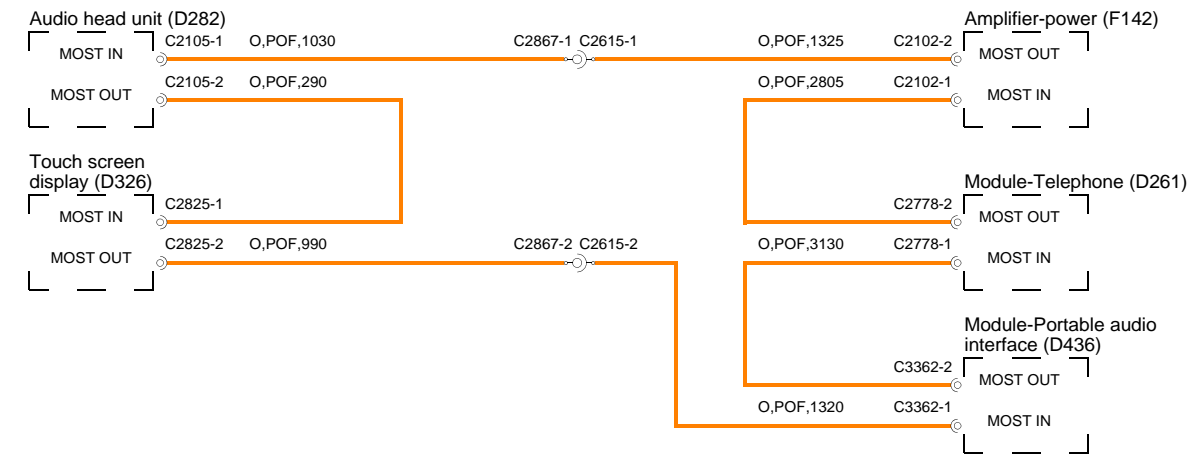 Audio head unit (D282)
MOST IN
C2105-1
O,POF,1030
C2867-1
C2615-1
O,POF,1325
C2102-2
Amplifier-power (F142)
MOST OUT
MOST OUT
C2105-2
O,POF,290
O,POF,2805
C2102-1
MOST IN
Touch screen
display (D326)
MOST IN
C2825-1
C2778-2
Module-Telephone (D261)
MOST OUT
MOST OUT
C2825-2
O,POF,990
C2867-2
C2615-2
O,POF,3130
C2778-1
MOST IN
Module-Portable audio
interface (D436)
C3362-2
MOST OUT
O,POF,1320
C3362-1
MOST IN